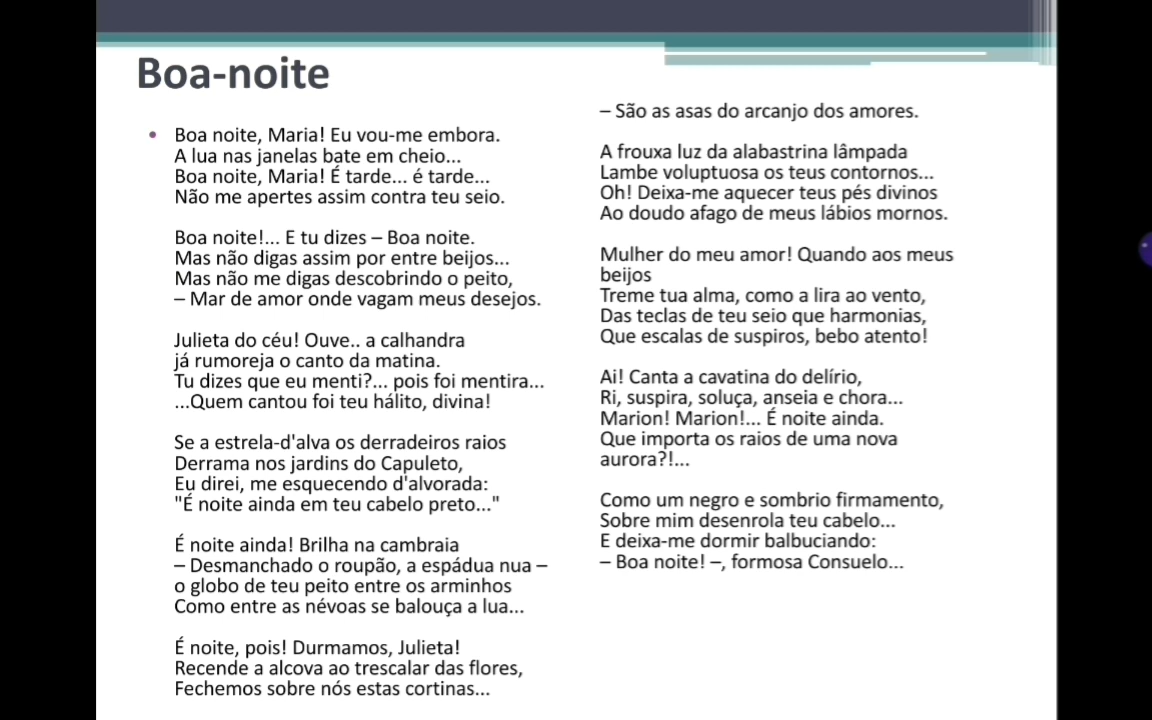 Boa-noite
• Boa noite, Maria! Eu vou-me embora.
A lua nas janelas bate em cheio...
Boa noite, Maria! É tarde... é tarde...
Não me apertes assim contra teu seio.
Boa noite!... E tu dizes – Boa noite.
Mas não digas assim por entre beijos...
Mas não me digas descobrindo o peito,
– Mar de amor onde vagam meus desejos.
Julieta do céu! Ouve.. a calhandra
já rumoreja o canto da matina.
Tu dizes que eu menti?... pois foi mentira...
...Quem cantou foi teu hálito, divina!
Se a estrela-d'alva os derradeiros raios
Derrama nos jardins do Capuleto,
Eu direi, me esquecendo d'alvorada:
"É noite ainda em teu cabelo preto..."
É noite ainda! Brilha na cambraia
– Desmanchado o roupão, a espádua nua –
o globo de teu peito entre os arminhos
Como entre as névoas se balouça a lua...
É noite, pois! Durmamos, Julieta!
Recende a alcova ao trescalar das flores,
Fechemos sobre nós estas cortinas...
– São as asas do arcanjo dos amores.
A frouxa luz da alabastrina lâmpada
Lambe voluptuosa os teus contornos...
Oh! Deixa-me aquecer teus pés divinos
Ao doudo afago de meus lábios mornos.
Mulher do meu amor! Quando aos meus
beijos
Treme tua alma, como a lira ao vento,
Das teclas de teu seio que harmonias,
Que escalas de suspiros, bebo atento!
Ai! Canta a cavatina do delírio,
Ri, suspira, soluça, anseia e chora...
Marion! Marion!... É noite ainda.
Que importa os raios de uma nova
aurora?!...
Como um negro e sombrio firmamento,
Sobre mim desenrola teu cabelo...
E deixa-me dormir balbuciando:
– Boa noite! –, formosa Consuelo...